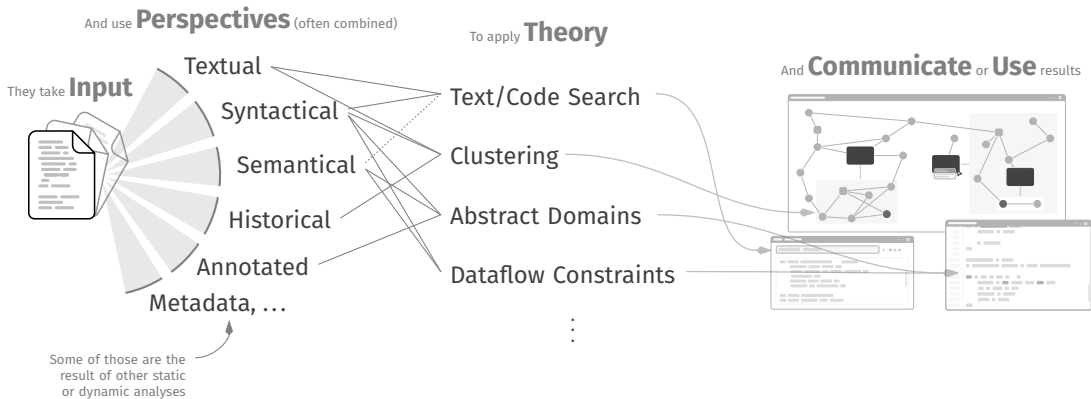 They take Input
And use Perspectives (often combined)
Textual
Syntactical
Semantical
Historical
Annotated
Metadata, …
Some of those are the
result of other static
or dynamic analyses
To apply Theory
Text/Code Search
Clustering
Abstract Domains
Dataflow Constraints
⋮
And Communicate or Use results